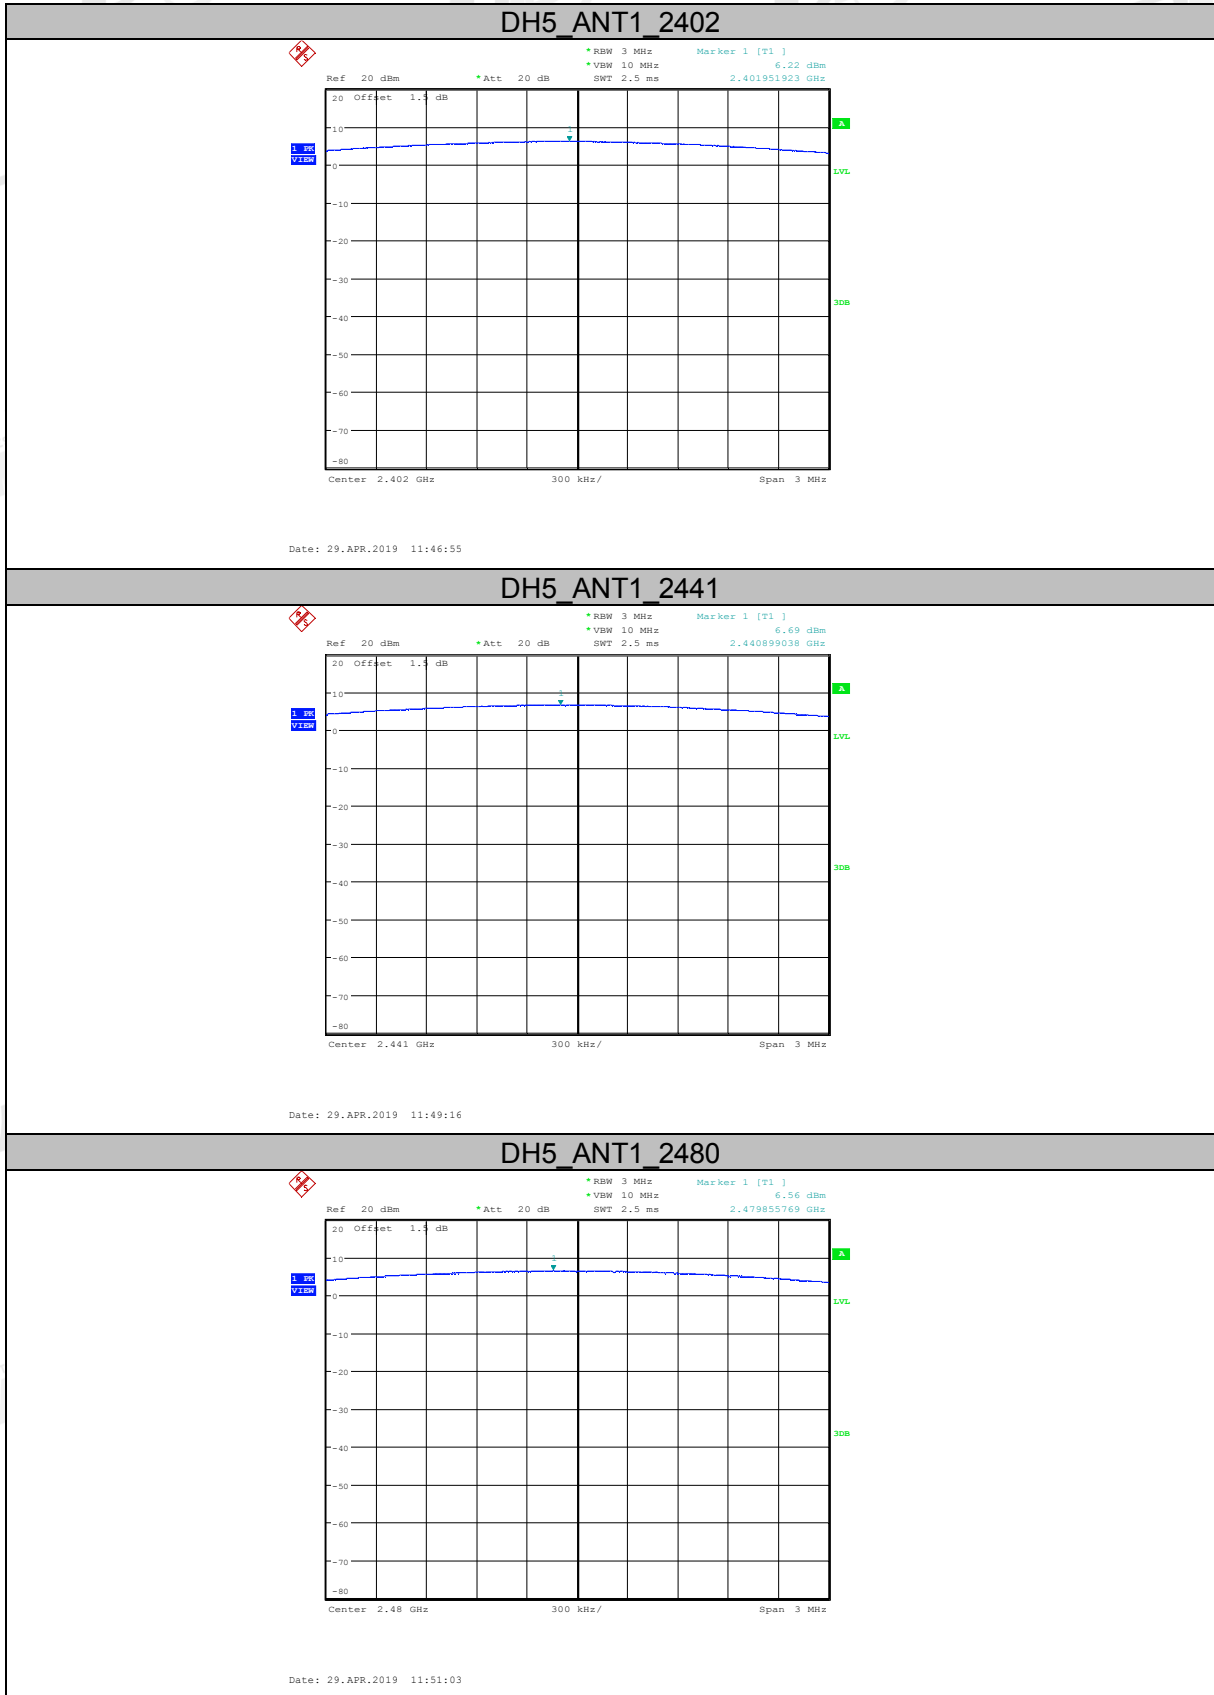 DH5_ANT1_2402
R S
*RBW 3 MHz Marker 1 [T1 ]
*VBW 10 MHz 6.22 dBm
Ref 20 dBm *Att 20 dB SWT 2.5 ms 2.401951923 GHz
20 Offset 1.5 dB
A
10
1
1 PK
VIEW
0
LVL
-10
-20
-30
3DB
-40
-50
-60
-70
-80
Center 2.402 GHz 300 kHz/ Span 3 MHz
Date: 29.APR.2019 11:46:55
DH5_ANT1_2441
R S
*RBW 3 MHz Marker 1 [T1 ]
*VBW 10 MHz 6.69 dBm
Ref 20 dBm *Att 20 dB SWT 2.5 ms 2.440899038 GHz
20 Offset 1.5 dB
A
10
1
1 PK
VIEW
0
LVL
-10
-20
-30
3DB
-40
-50
-60
-70
-80
Center 2.441 GHz 300 kHz/ Span 3 MHz
Date: 29.APR.2019 11:49:16
DH5_ANT1_2480
R S
*RBW 3 MHz Marker 1 [T1 ]
*VBW 10 MHz 6.56 dBm
Ref 20 dBm *Att 20 dB SWT 2.5 ms 2.479855769 GHz
20 Offset 1.5 dB
A
10
1
1 PK
VIEW
0
LVL
-10
-20
-30
3DB
-40
-50
-60
-70
-80
Center 2.48 GHz 300 kHz/ Span 3 MHz
Date: 29.APR.2019 11:51:03